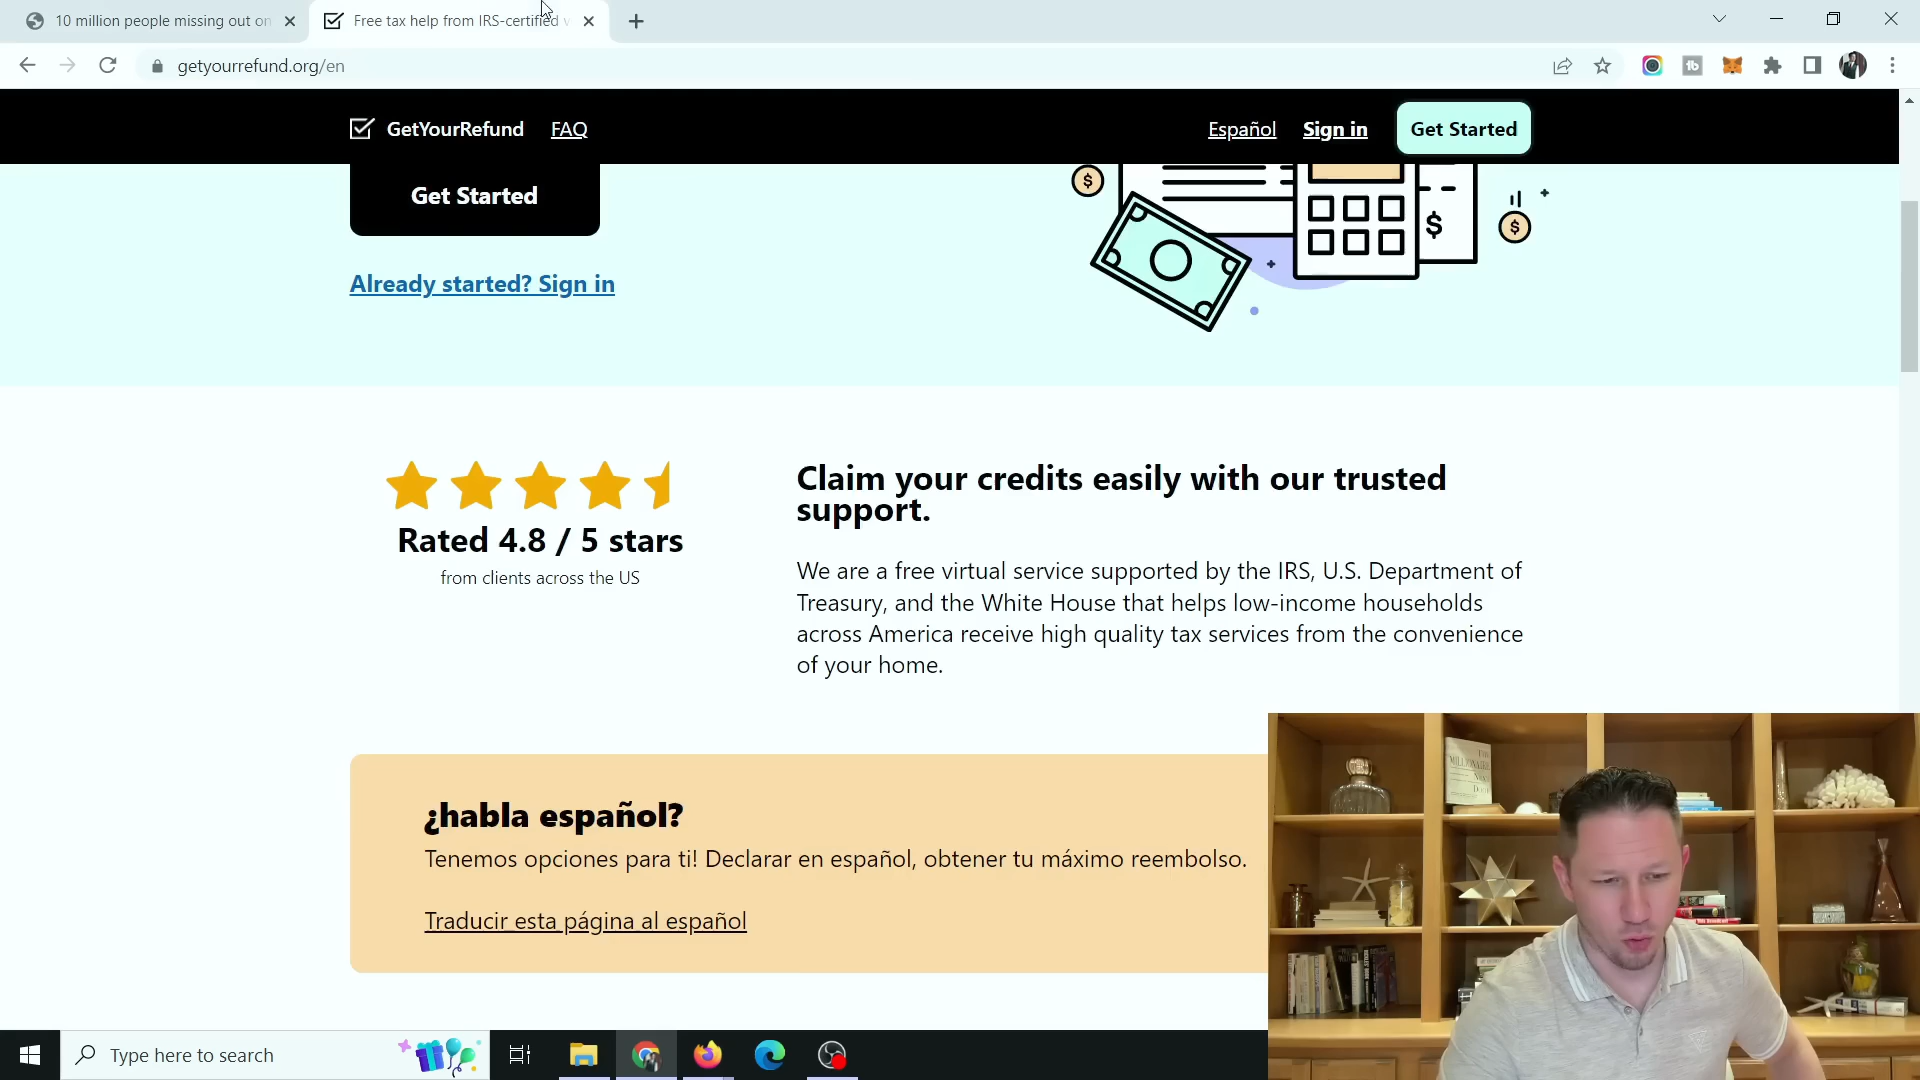 10 million people missing out on
Free tax help from IRS-certified
getyourrefund.org/en
GetYourRefund
FAQ
Español
Sign in
Get Started
Get Started
Already started? Sign in
Rated 4.8 / 5 stars
from clients across the US
Claim your credits easily with our trusted
support.
We are a free virtual service supported by the IRS, U.S. Department of
Treasury, and the White House that helps low-income households
across America receive high quality tax services from the convenience
of your home.
¿habla español?
Tenemos opciones para ti! Declarar en español, obtener tu máximo reembolso.
Traducir esta página al español
Type here to search